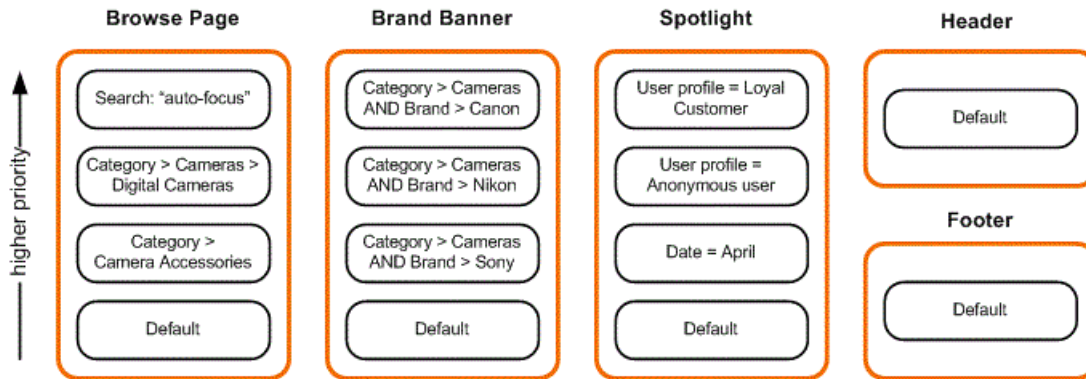 Browse Page
Brand Banner
Spotlight
Header
higher priority
Search: “auto-focus”
Category > Cameras >
Digital Cameras
Category >
Camera Accessories
Default
Category > Cameras
AND Brand > Canon
Category > Cameras
AND Brand > Nikon
Category > Cameras
AND Brand > Sony
Default
User profile = Loyal
Customer
User profile =
Anonymous user
Date = April
Default
Default
Footer
Default